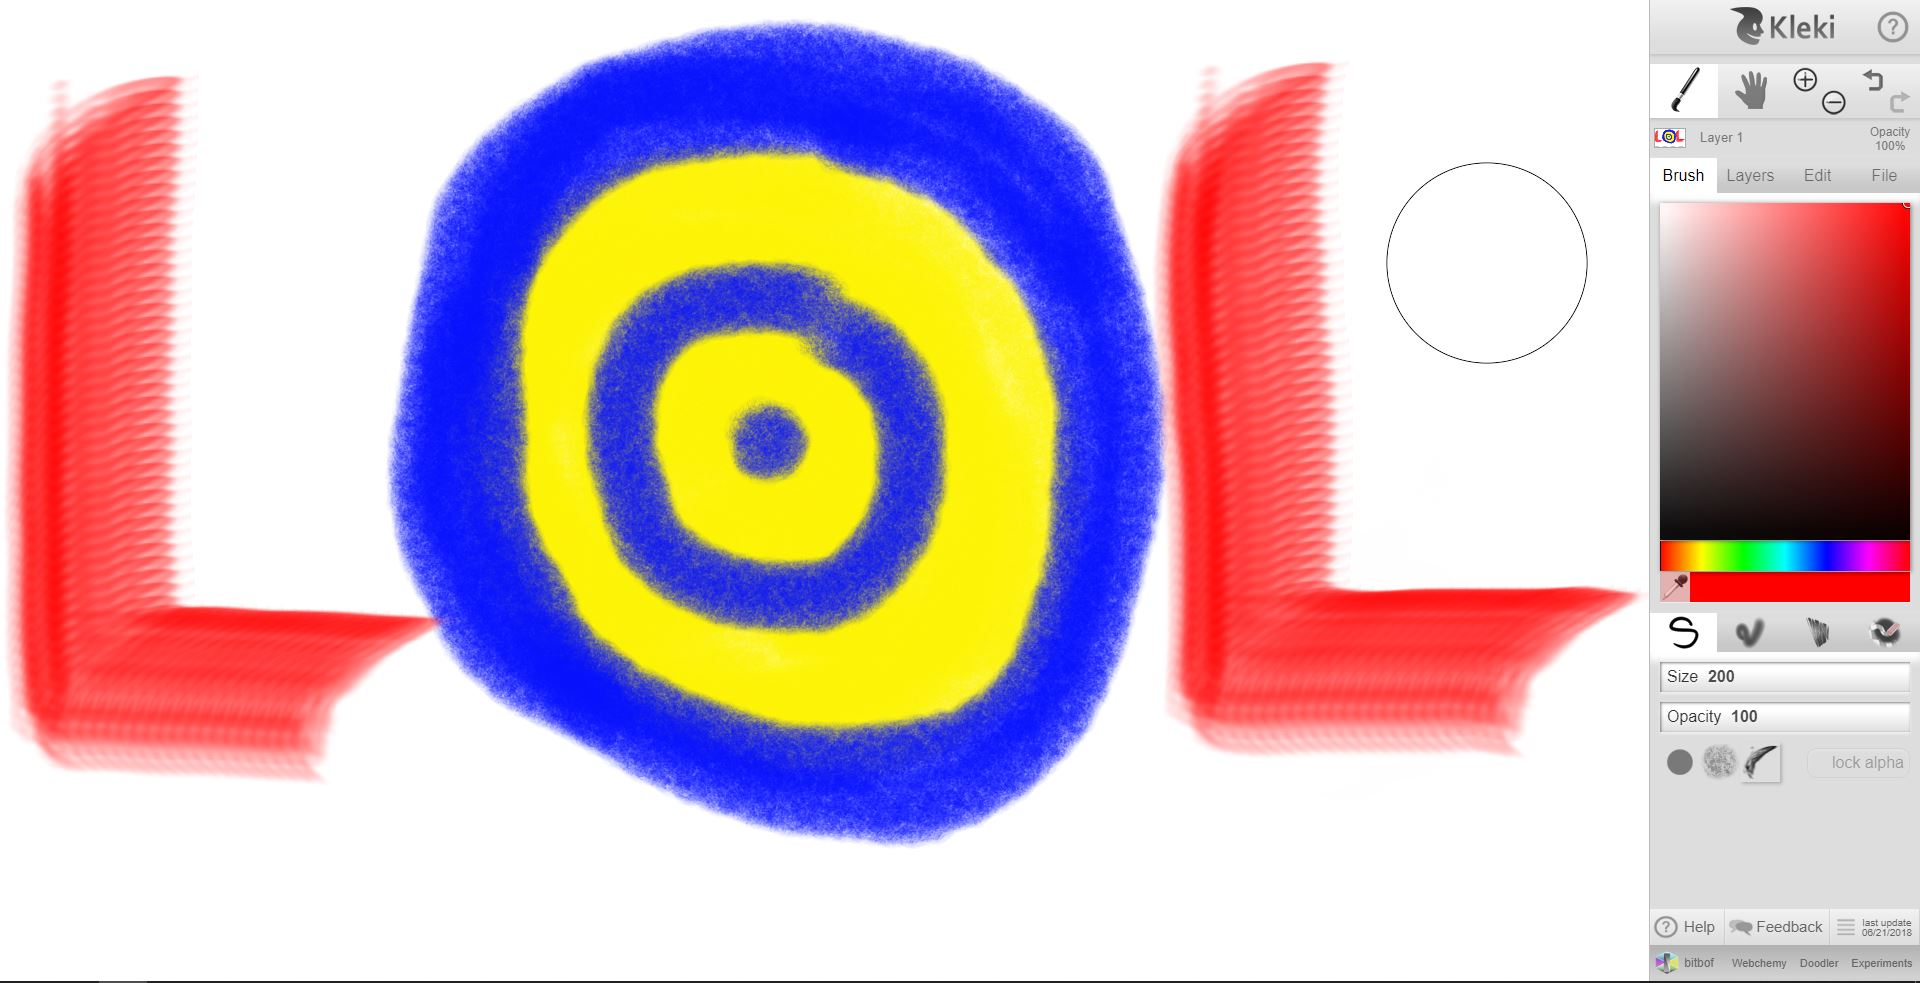 LOL
Kleki
?
Layer 1
Opacity
100%
Brush Layers Edit File
Size 200
Opacity 100
lock alpha
? Help Feedback last update
06/21/2018
bitbof Webchemy Doodler Experiments